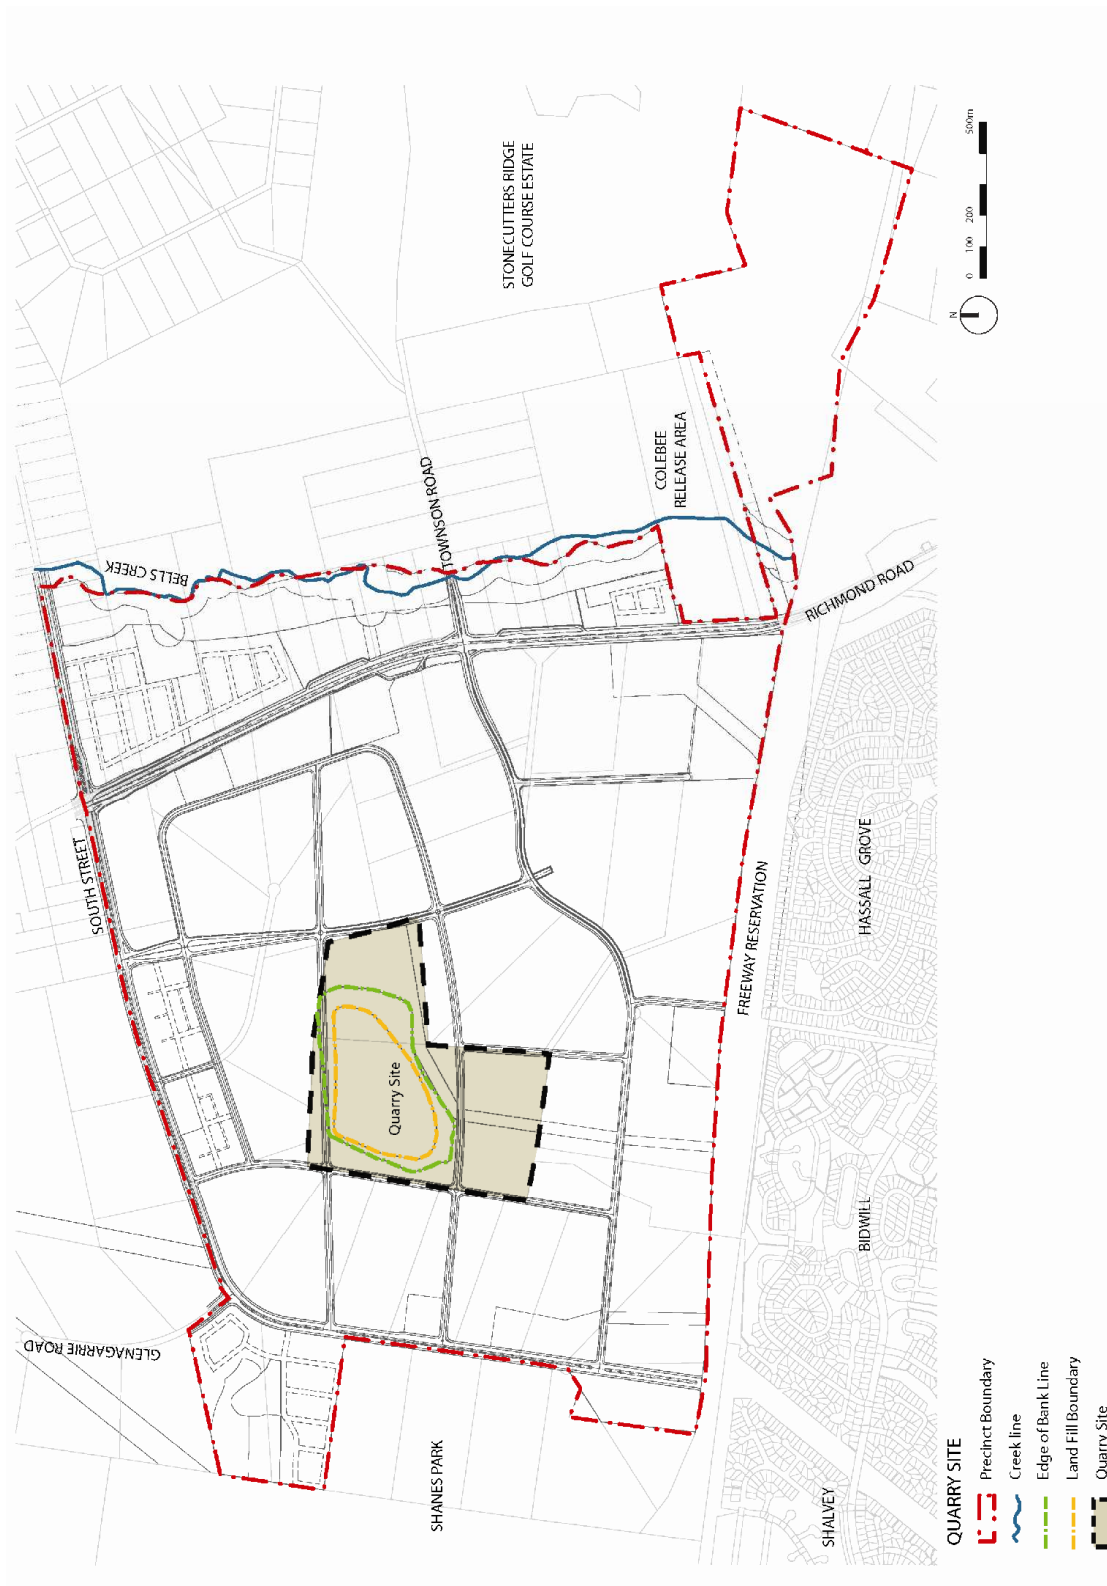 STONECUTTERS RIDGE
GOLF COURSE ESTATE
COLEBEE
RELEASE AREA
TOWNSON ROAD
BELLS CREEK
RICHMOND ROAD
SOUTH STREET
HASSALL GROVE
FREEWAY RESERVATION
Quarry Site
BIDWILL
GLENAGARRIE ROAD
SHANES PARK
SHALVEY
N
0 100 200 500m
QUARRY SITE
Precinct Boundary
Creek line
Edge of Bank Line
Land Fill Boundary
Quarry Site